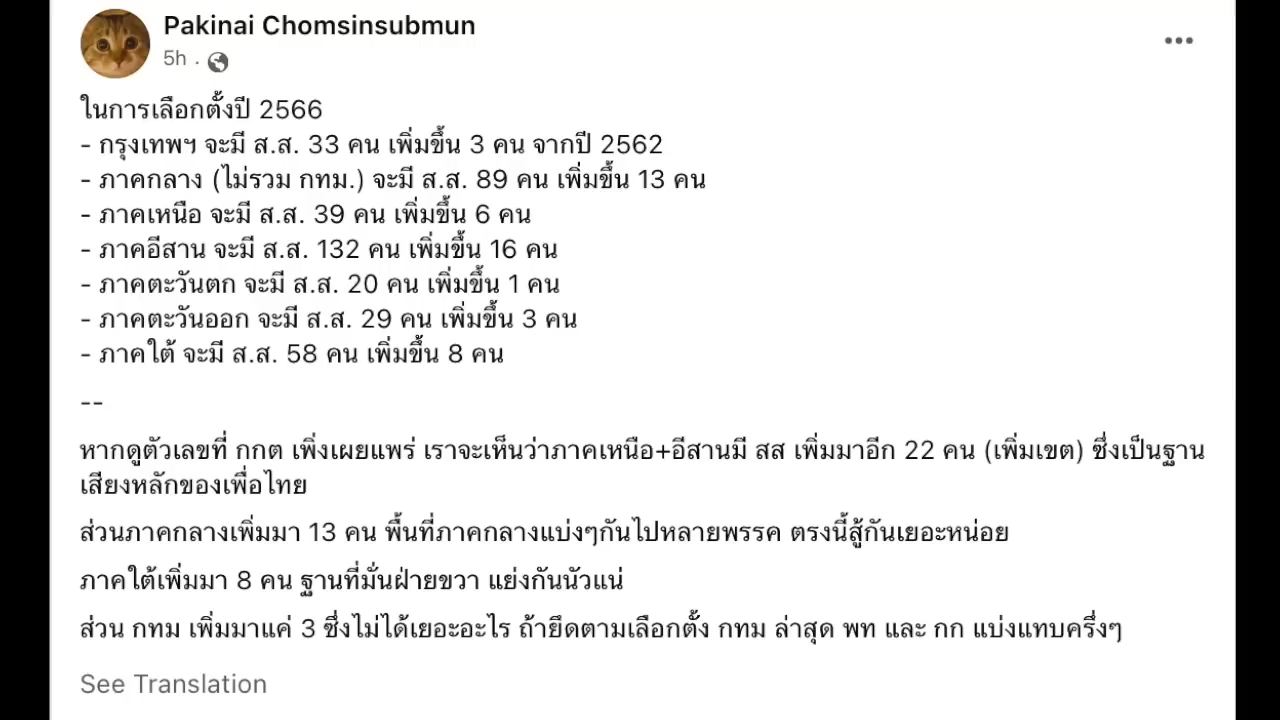 Pakinai Chomsinsubmun
5h .
ในการเลือกตั้งปี 2566
- กรุงเทพฯ จะมี ส.ส. 33 คน เพิ่มขึ้น 3 คน จากปี 2562
- ภาคกลาง (ไม่รวม กทม.) จะมี ส.ส. 89 คน เพิ่มขึ้น 13 คน
- ภาคเหนือ จะมี ส.ส. 39 คน เพิ่มขึ้น 6 คน
- ภาคอีสาน จะมี ส.ส. 132 คน เพิ่มขึ้น 16 คน
- ภาคตะวันตก จะมี ส.ส. 20 คน เพิ่มขึ้น 1 คน
- ภาคตะวันออก จะมี ส.ส. 29 คน เพิ่มขึ้น 3 คน
- ภาคใต้ จะมี ส.ส. 58 คน เพิ่มขึ้น 8 คน
--
หากดูตัวเลขที่ กกต เพิ่งเผยแพร่ เราจะเห็นว่าภาคเหนือ+อีสานมี สส เพิ่มมาอีก 22 คน (เพิ่มเขต) ซึ่งเป็นฐาน
เสียงหลักของเพื่อไทย
ส่วนภาคกลางเพิ่มมา 13 คน พื้นที่ภาคกลางแบ่งๆกันไปหลายพรรค ตรงนี้สู้กันเยอะหน่อย
ภาคใต้เพิ่มมา 8 คน ฐานที่มั่นฝ่ายขวา แย่งกันนัวแน่
ส่วน กทม เพิ่มมาแค่ 3 ซึ่งไม่ได้เยอะอะไร ถ้ายึดตามเลือกตั้ง กทม ล่าสุด พท และ กก แบ่งแทบครึ่งๆ
See Translation